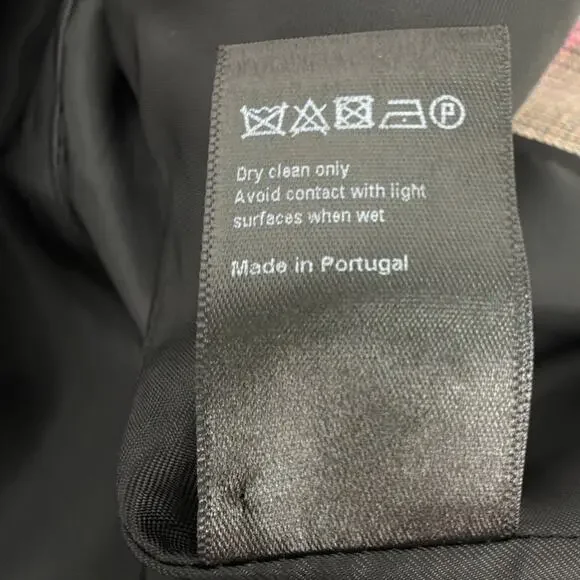 P
Dry clean only
Avoid contact with light
surfaces when wet
Made in Portugal